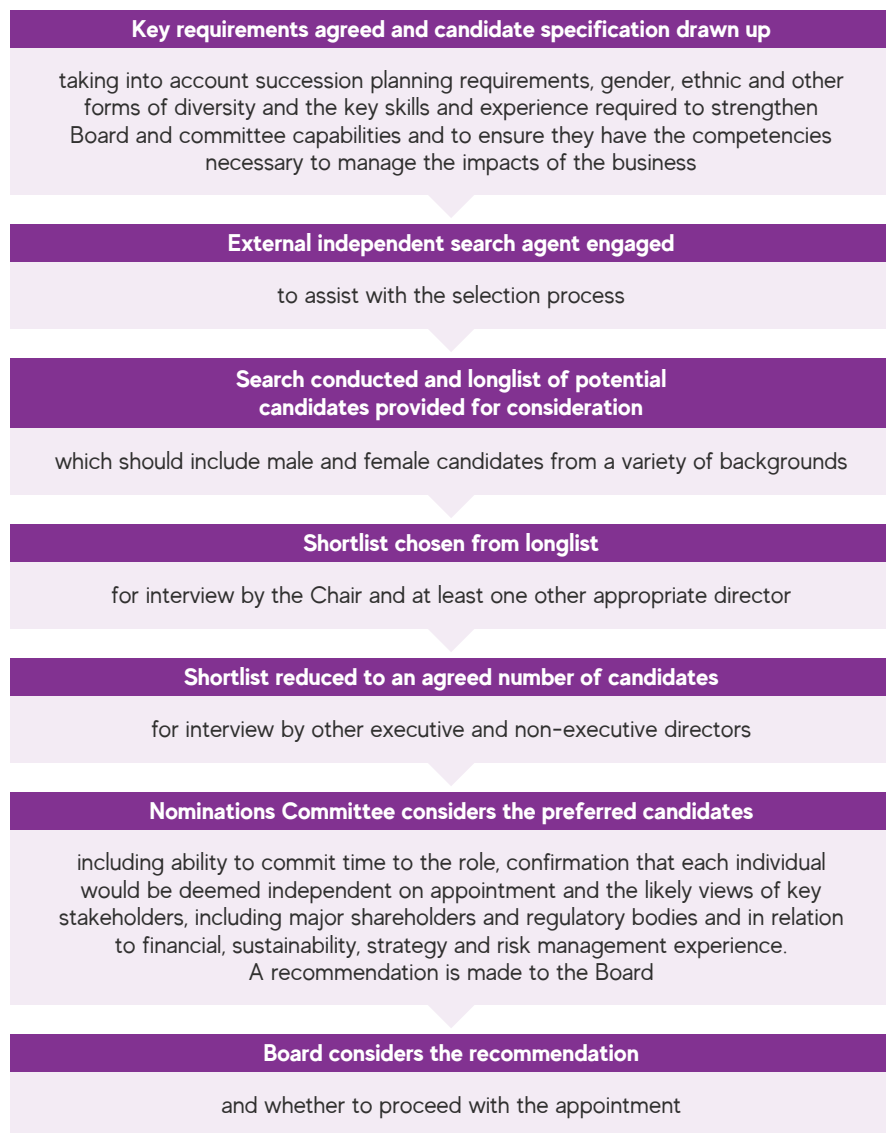 Key requirements agreed and candidate specification drawn up
taking into account succession planning requirements, gender, ethnic and other
forms of diversity and the key skills and experience required to strengthen
Board and committee capabilities and to ensure they have the competencies
necessary to manage the impacts of the business
External independent search agent engaged
to assist with the selection process
Search conducted and longlist of potential
candidates provided for consideration
which should include male and female candidates from a variety of backgrounds
Shortlist chosen from longlist
for interview by the Chair and at least one other appropriate director
Shortlist reduced to an agreed number of candidates
for interview by other executive and non-executive directors
Nominations Committee considers the preferred candidates
including ability to commit time to the role, confirmation that each individual
would be deemed independent on appointment and the likely views of key
stakeholders, including major shareholders and regulatory bodies and in relation
to financial, sustainability, strategy and risk management experience.
A recommendation is made to the Board
Board considers the recommendation
and whether to proceed with the appointment